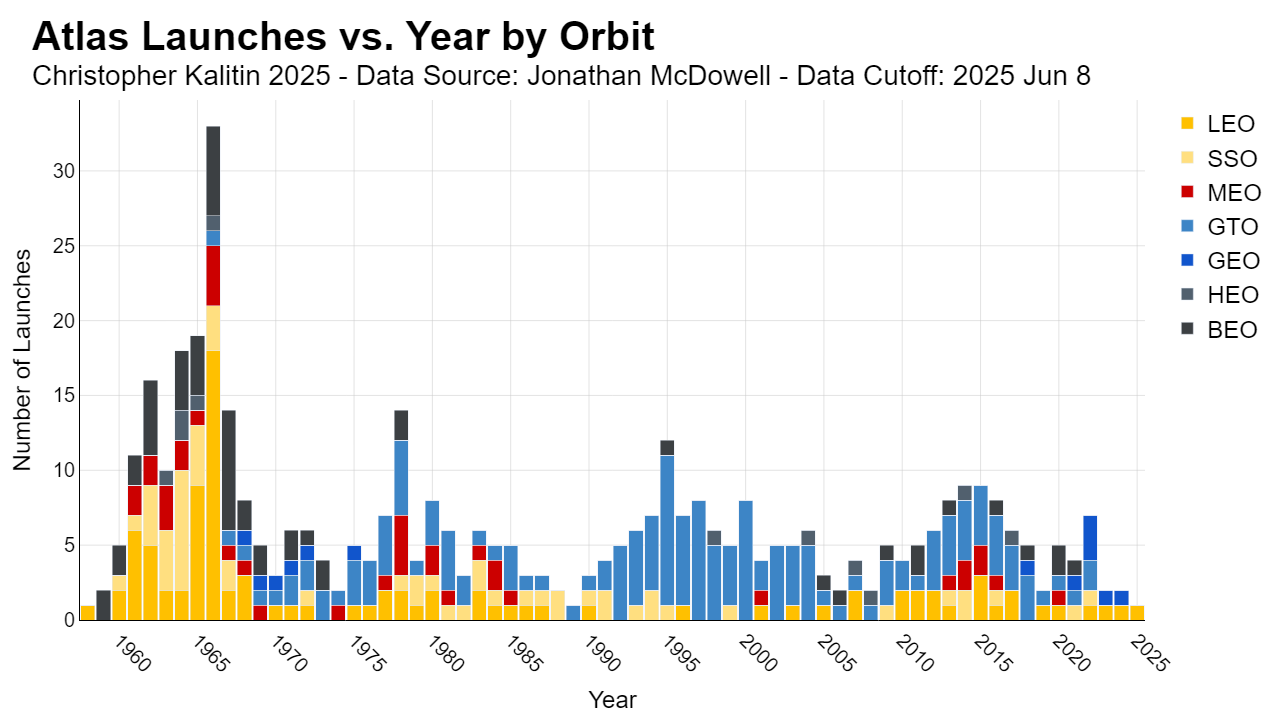 Atlas Launches vs. Year by Orbit
Christopher Kalitin 2025 - Data Source: Jonathan McDowell - Data Cutoff: 2025 Jun 8
LEO
SSO
MEO
GTO
GEO
HEO
BEO
Number of Launches
30
25
20
15
10
5
0
1960
1965
1970
1975
1980
1985
1990
1995
2000
2005
2010
2015
2020
2025
Year